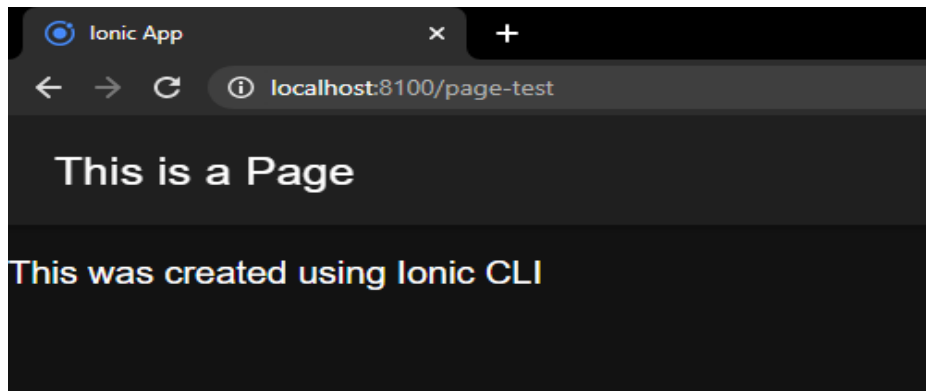 Ionic App
localhost:8100/page-test
This is a Page
This was created using Ionic CLI